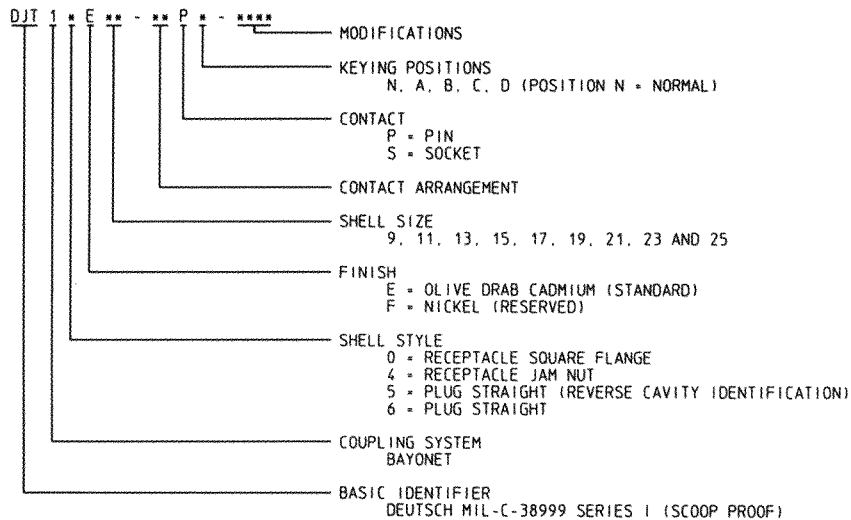 DJT 1 * E ** - ** P * - ****
MODIFICATIONS
KEYING POSITIONS
N, A, B, C, D (POSITION N = NORMAL)
CONTACT
P = PIN
S = SOCKET
CONTACT ARRANGEMENT
SHELL SIZE
9, 11, 13, 15, 17, 19, 21, 23 AND 25
FINISH
E = OLIVE DRAB CADMIUM (STANDARD)
F = NICKEL (RESERVED)
SHELL STYLE
0 = RECEPTACLE SQUARE FLANGE
4 = RECEPTACLE JAM NUT
5 = PLUG STRAIGHT (REVERSE CAVITY IDENTIFICATION)
6 = PLUG STRAIGHT
COUPLING SYSTEM
BAYONET
BASIC IDENTIFIER
DEUTSCH MIL-C-38999 SERIES I (SCOOP PROOF)